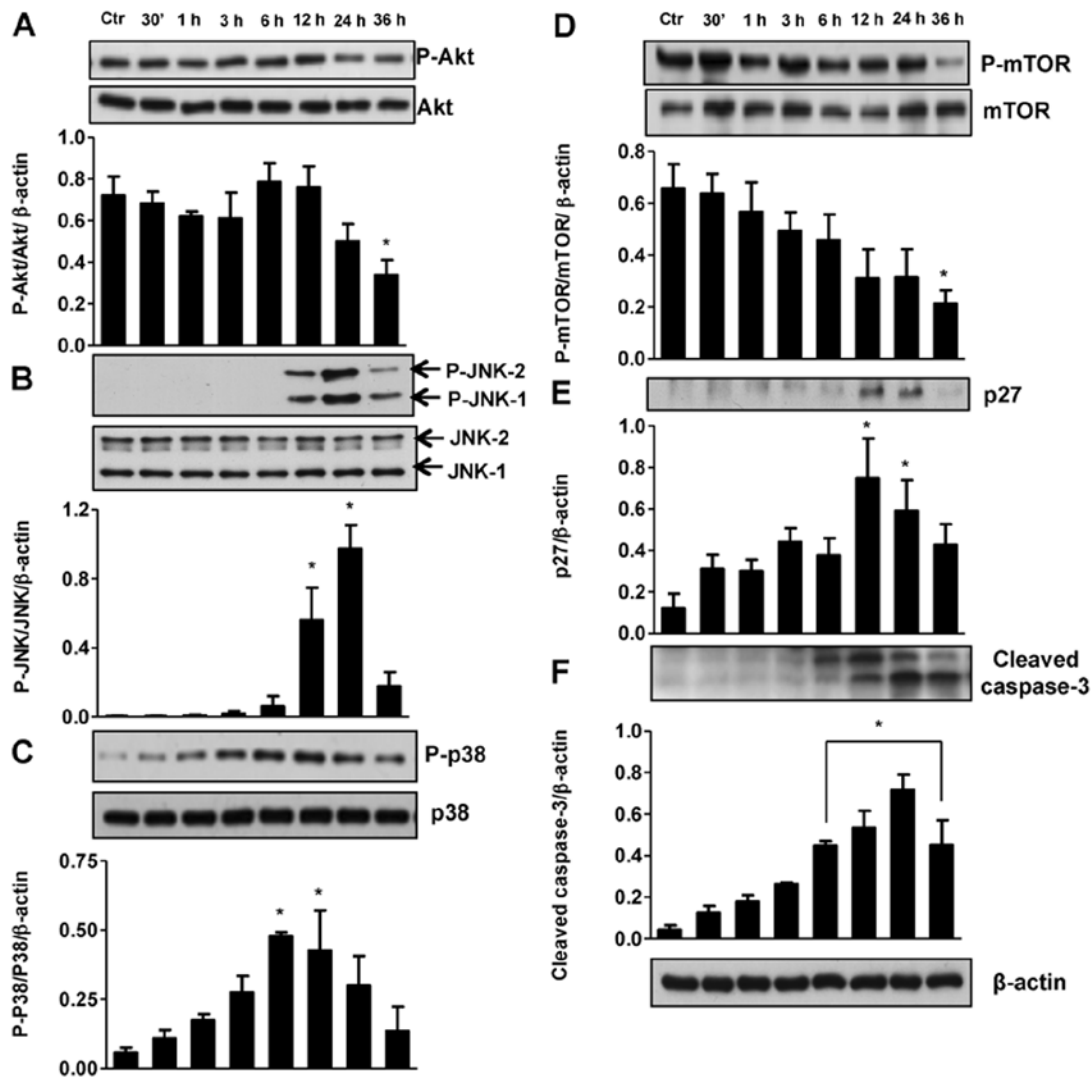 A
Ctr 30' 1 h 3 h 6 h 12 h 24 h 36 h
P-Akt
Akt
P-Akt/Akt/ β-actin
1.0
0.8
0.6
0.4
0.2
0.0
*
B
P-JNK-2
P-JNK-1
JNK-2
JNK-1
P-JNK/JNK/β-actin
1.2
0.8
0.4
0.0
*
*
C
P-p38
p38
P-P38/P38/β-actin
0.75
0.50
0.25
0.00
*
*
D
Ctr 30' 1 h 3 h 6 h 12 h 24 h 36 h
P-mTOR
mTOR
P-mTOR/mTOR/ β-actin
0.8
0.6
0.4
0.2
0.0
*
E
p27
p27/β-actin
1.0
0.8
0.6
0.4
0.2
0.0
*
*
F
Cleaved
caspase-3
Cleaved caspase-3/β-actin
1.0
0.8
0.6
0.4
0.2
0.0
*
β-actin